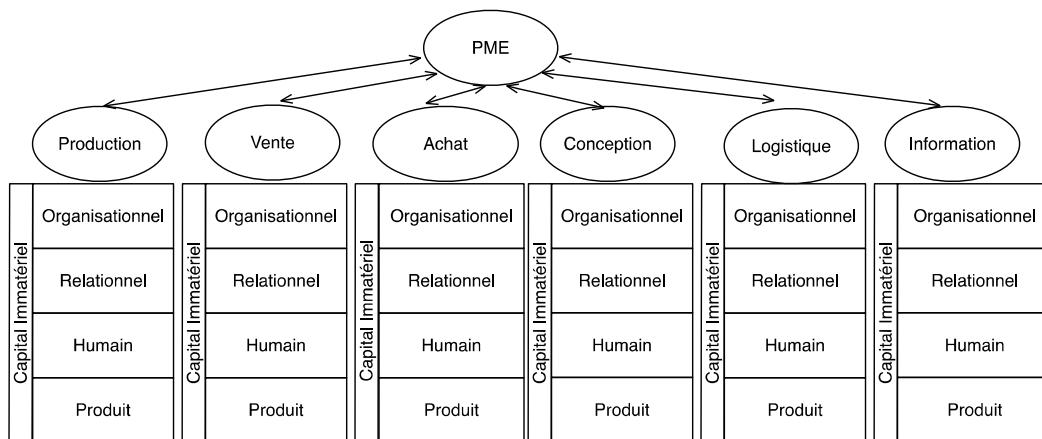 PME
Production
Vente
Achat
Conception
Logistique
Information
Capital Immatériel
Organisationnel
Relationnel
Humain
Produit
Capital Immatériel
Organisationnel
Relationnel
Humain
Produit
Capital Immatériel
Organisationnel
Relationnel
Humain
Produit
Capital Immatériel
Organisationnel
Relationnel
Humain
Produit
Capital Immatériel
Organisationnel
Relationnel
Humain
Produit
Capital Immatériel
Organisationnel
Relationnel
Humain
Produit